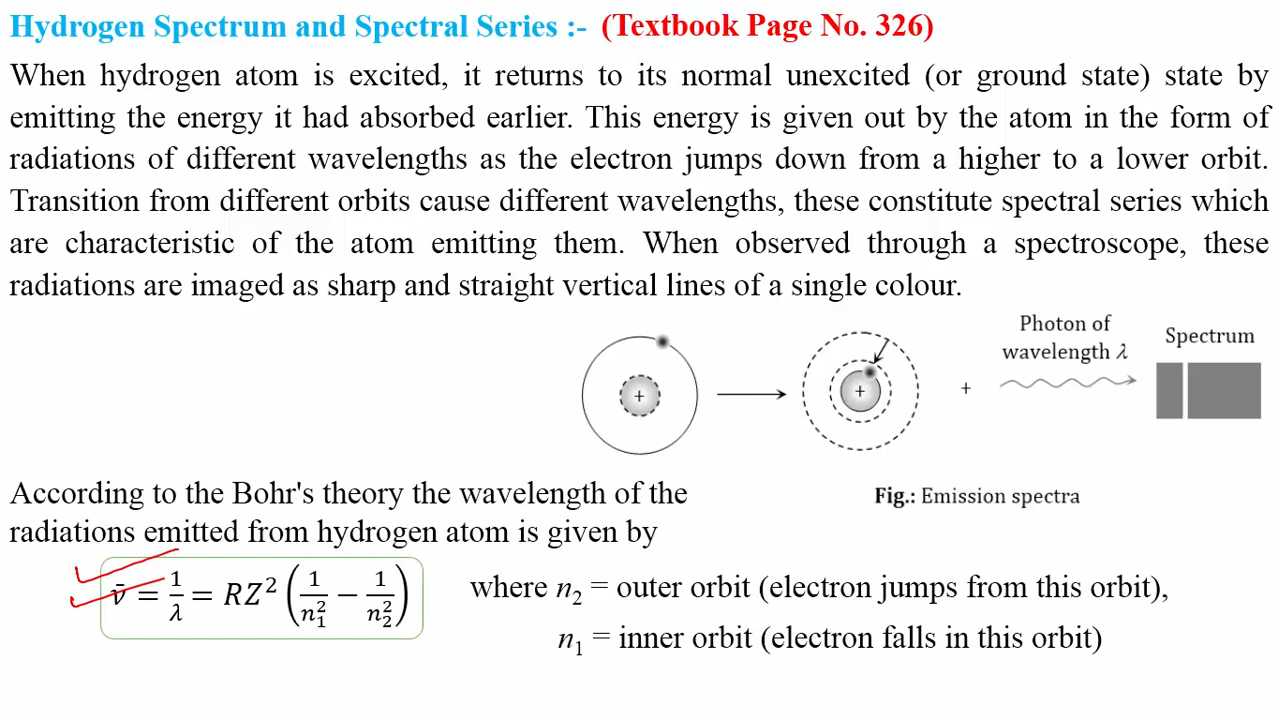 Hydrogen Spectrum and Spectral Series :- (Textbook Page No. 326)
When hydrogen atom is excited, it returns to its normal unexcited (or ground state) state by
emitting the energy it had absorbed earlier. This energy is given out by the atom in the form of
radiations of different wavelengths as the electron jumps down from a higher to a lower orbit.
Transition from different orbits cause different wavelengths, these constitute spectral series which
are characteristic of the atom emitting them. When observed through a spectroscope, these
radiations are imaged as sharp and straight vertical lines of a single colour.
Photon of
wavelength λ
Spectrum
+
+
+
According to the Bohr's theory the wavelength of the
radiations emitted from hydrogen atom is given by
Fig.: Emission spectra
ν̄ = 1/λ = RZ² (1/n₁² − 1/n₂²)
where n₂ = outer orbit (electron jumps from this orbit),
n₁ = inner orbit (electron falls in this orbit)